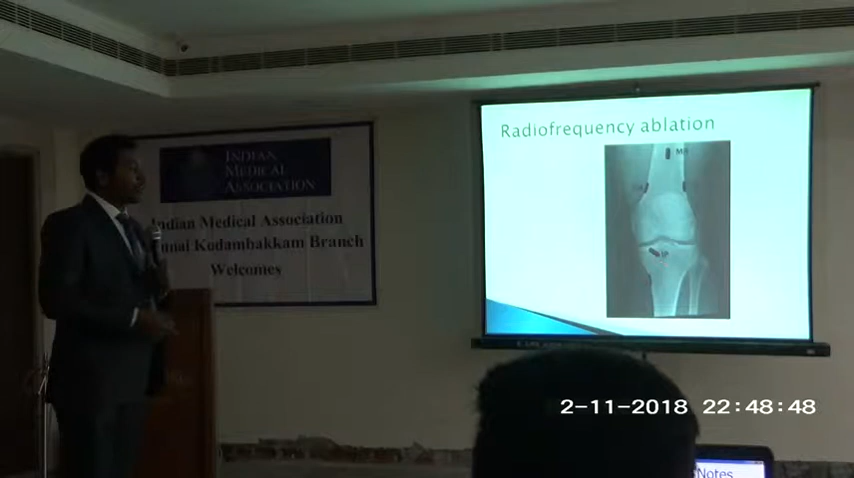 INDIAN
MEDICAL
ASSOCIATION
Indian Medical Association
Kodambakkam Branch
Welcomes
Radiofrequency ablation
2-11-2018 22:48:48
Notes